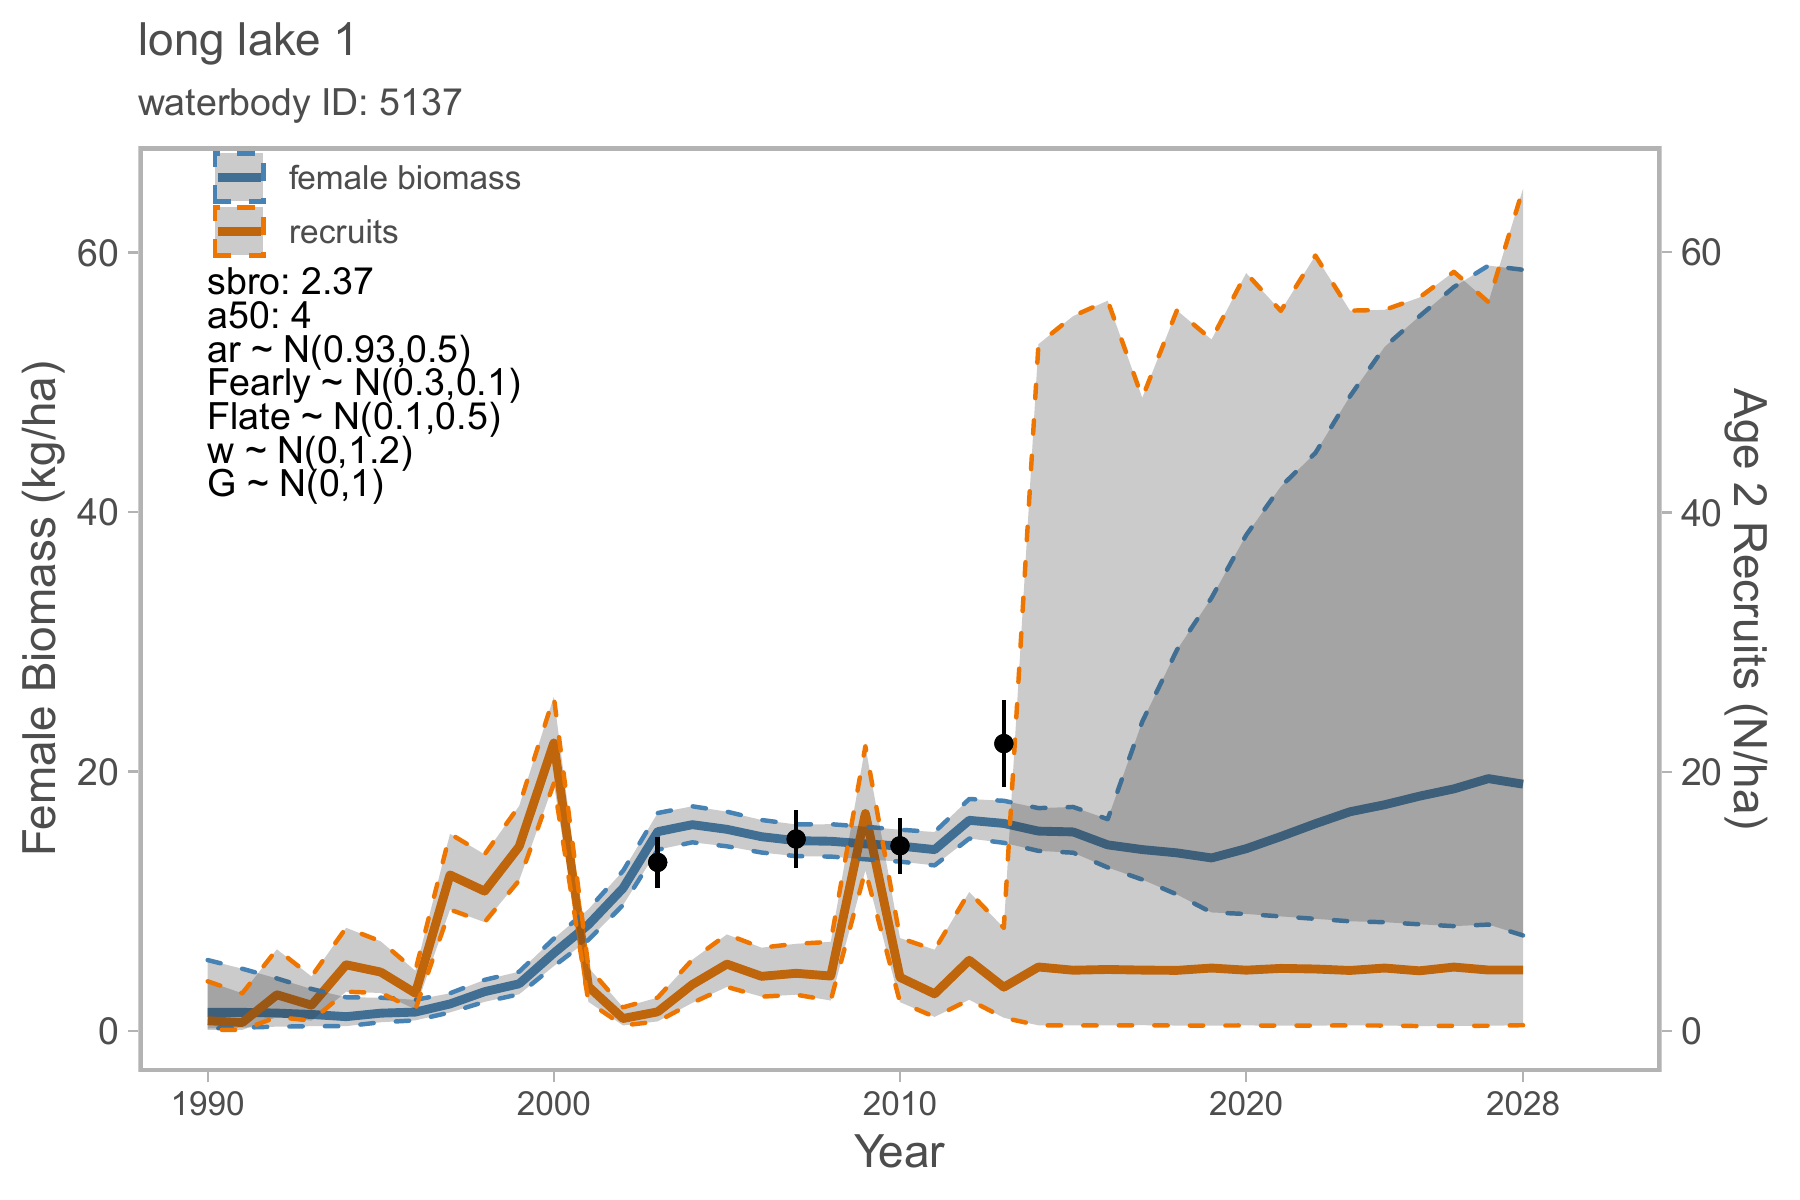 long lake 1
waterbody ID: 5137
female biomass
recruits
sbro: 2.37
a50: 4
ar ~ N(0.93,0.5)
Fearly ~ N(0.3,0.1)
Flate ~ N(0.1,0.5)
w ~ N(0,1.2)
G ~ N(0,1)
Female Biomass (kg/ha)
60
40
20
0
60
40
20
0
Age 2 Recruits (N/ha)
1990 2000 2010 2020 2028
Year